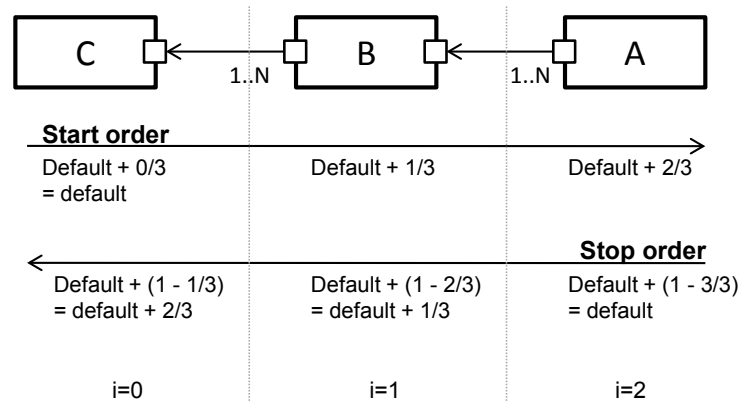 C
B
A
1..N
1..N
Start order
Default + 0/3
= default
Default + 1/3
Default + 2/3
Stop order
Default + (1 - 1/3)
= default + 2/3
Default + (1 - 2/3)
= default + 1/3
Default + (1 - 3/3)
= default
i=0
i=1
i=2